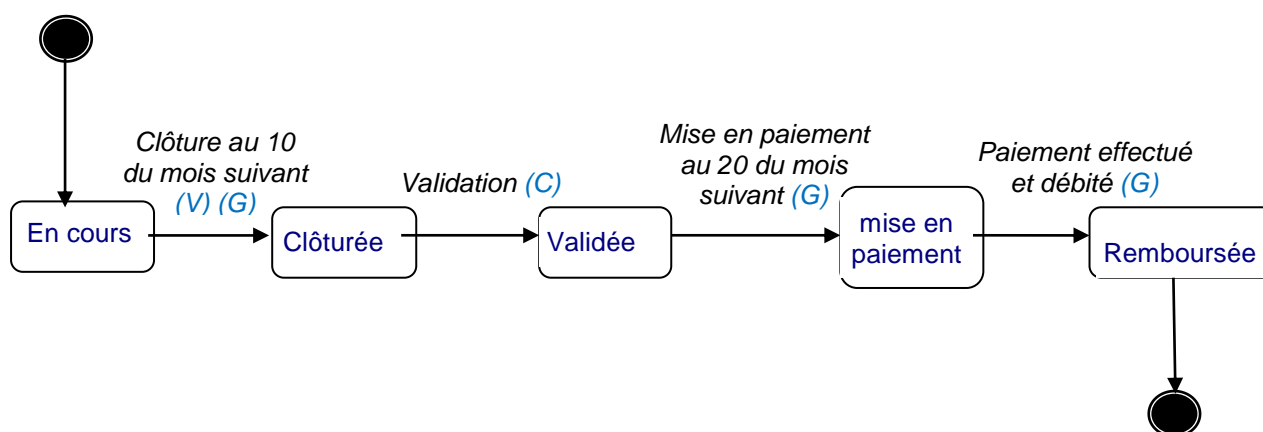 Clôture au 10
du mois suivant
(V) (G)
Validation (C)
Mise en paiement
au 20 du mois
suivant (G)
Paiement effectué
et débité (G)
En cours
Clôturée
Validée
mise en
paiement
Remboursée